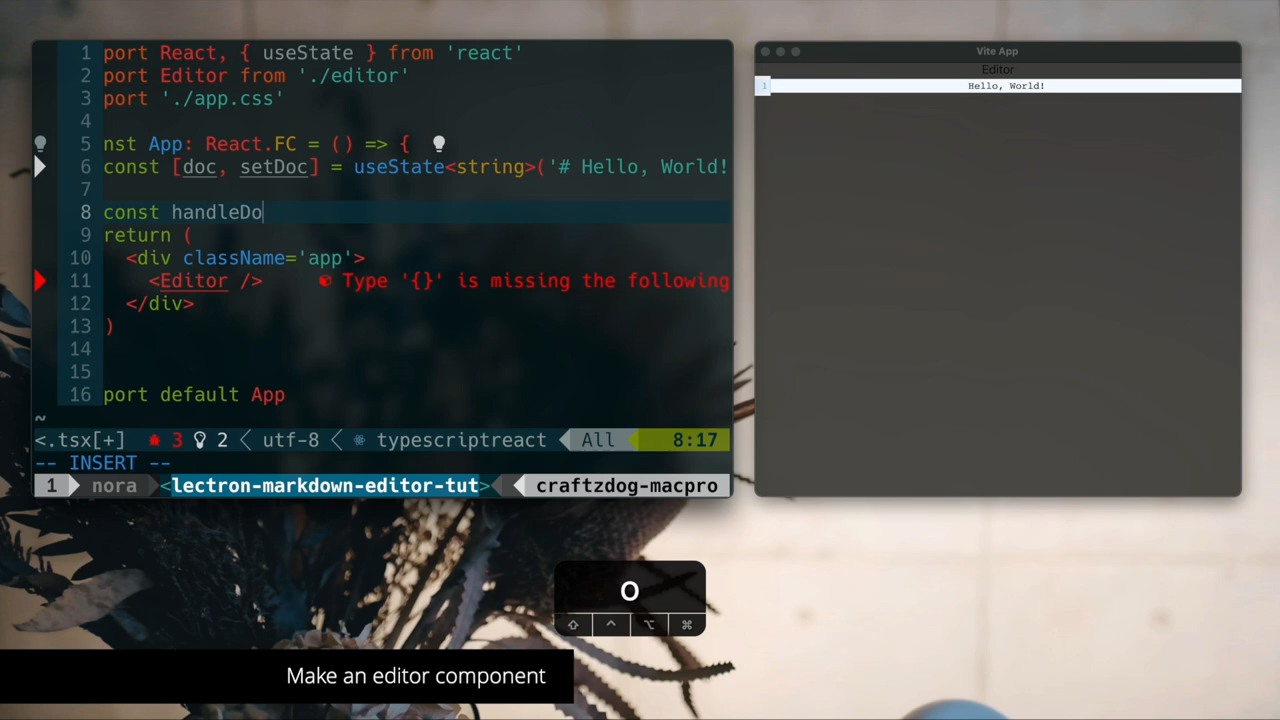 1 port React, { useState } from 'react'
2 port Editor from './editor'
3 port './app.css'
4
5 nst App: React.FC = () => {
6 const [doc, setDoc] = useState<string>('# Hello, World!
7
8 const handleDo
9 return (
10 <div className='app'>
11 <Editor /> Type '{}' is missing the following
12 </div>
13 )
14
15
16 port default App
~
<.tsx[+] 3 2 utf-8 typescriptreact All 8:17
-- INSERT --
1 nora <lectron-markdown-editor-tut> craftzdog-macpro
Vite App
Editor
1 Hello, World!
o
⇧ ^ ⌥ ⌘
Make an editor component